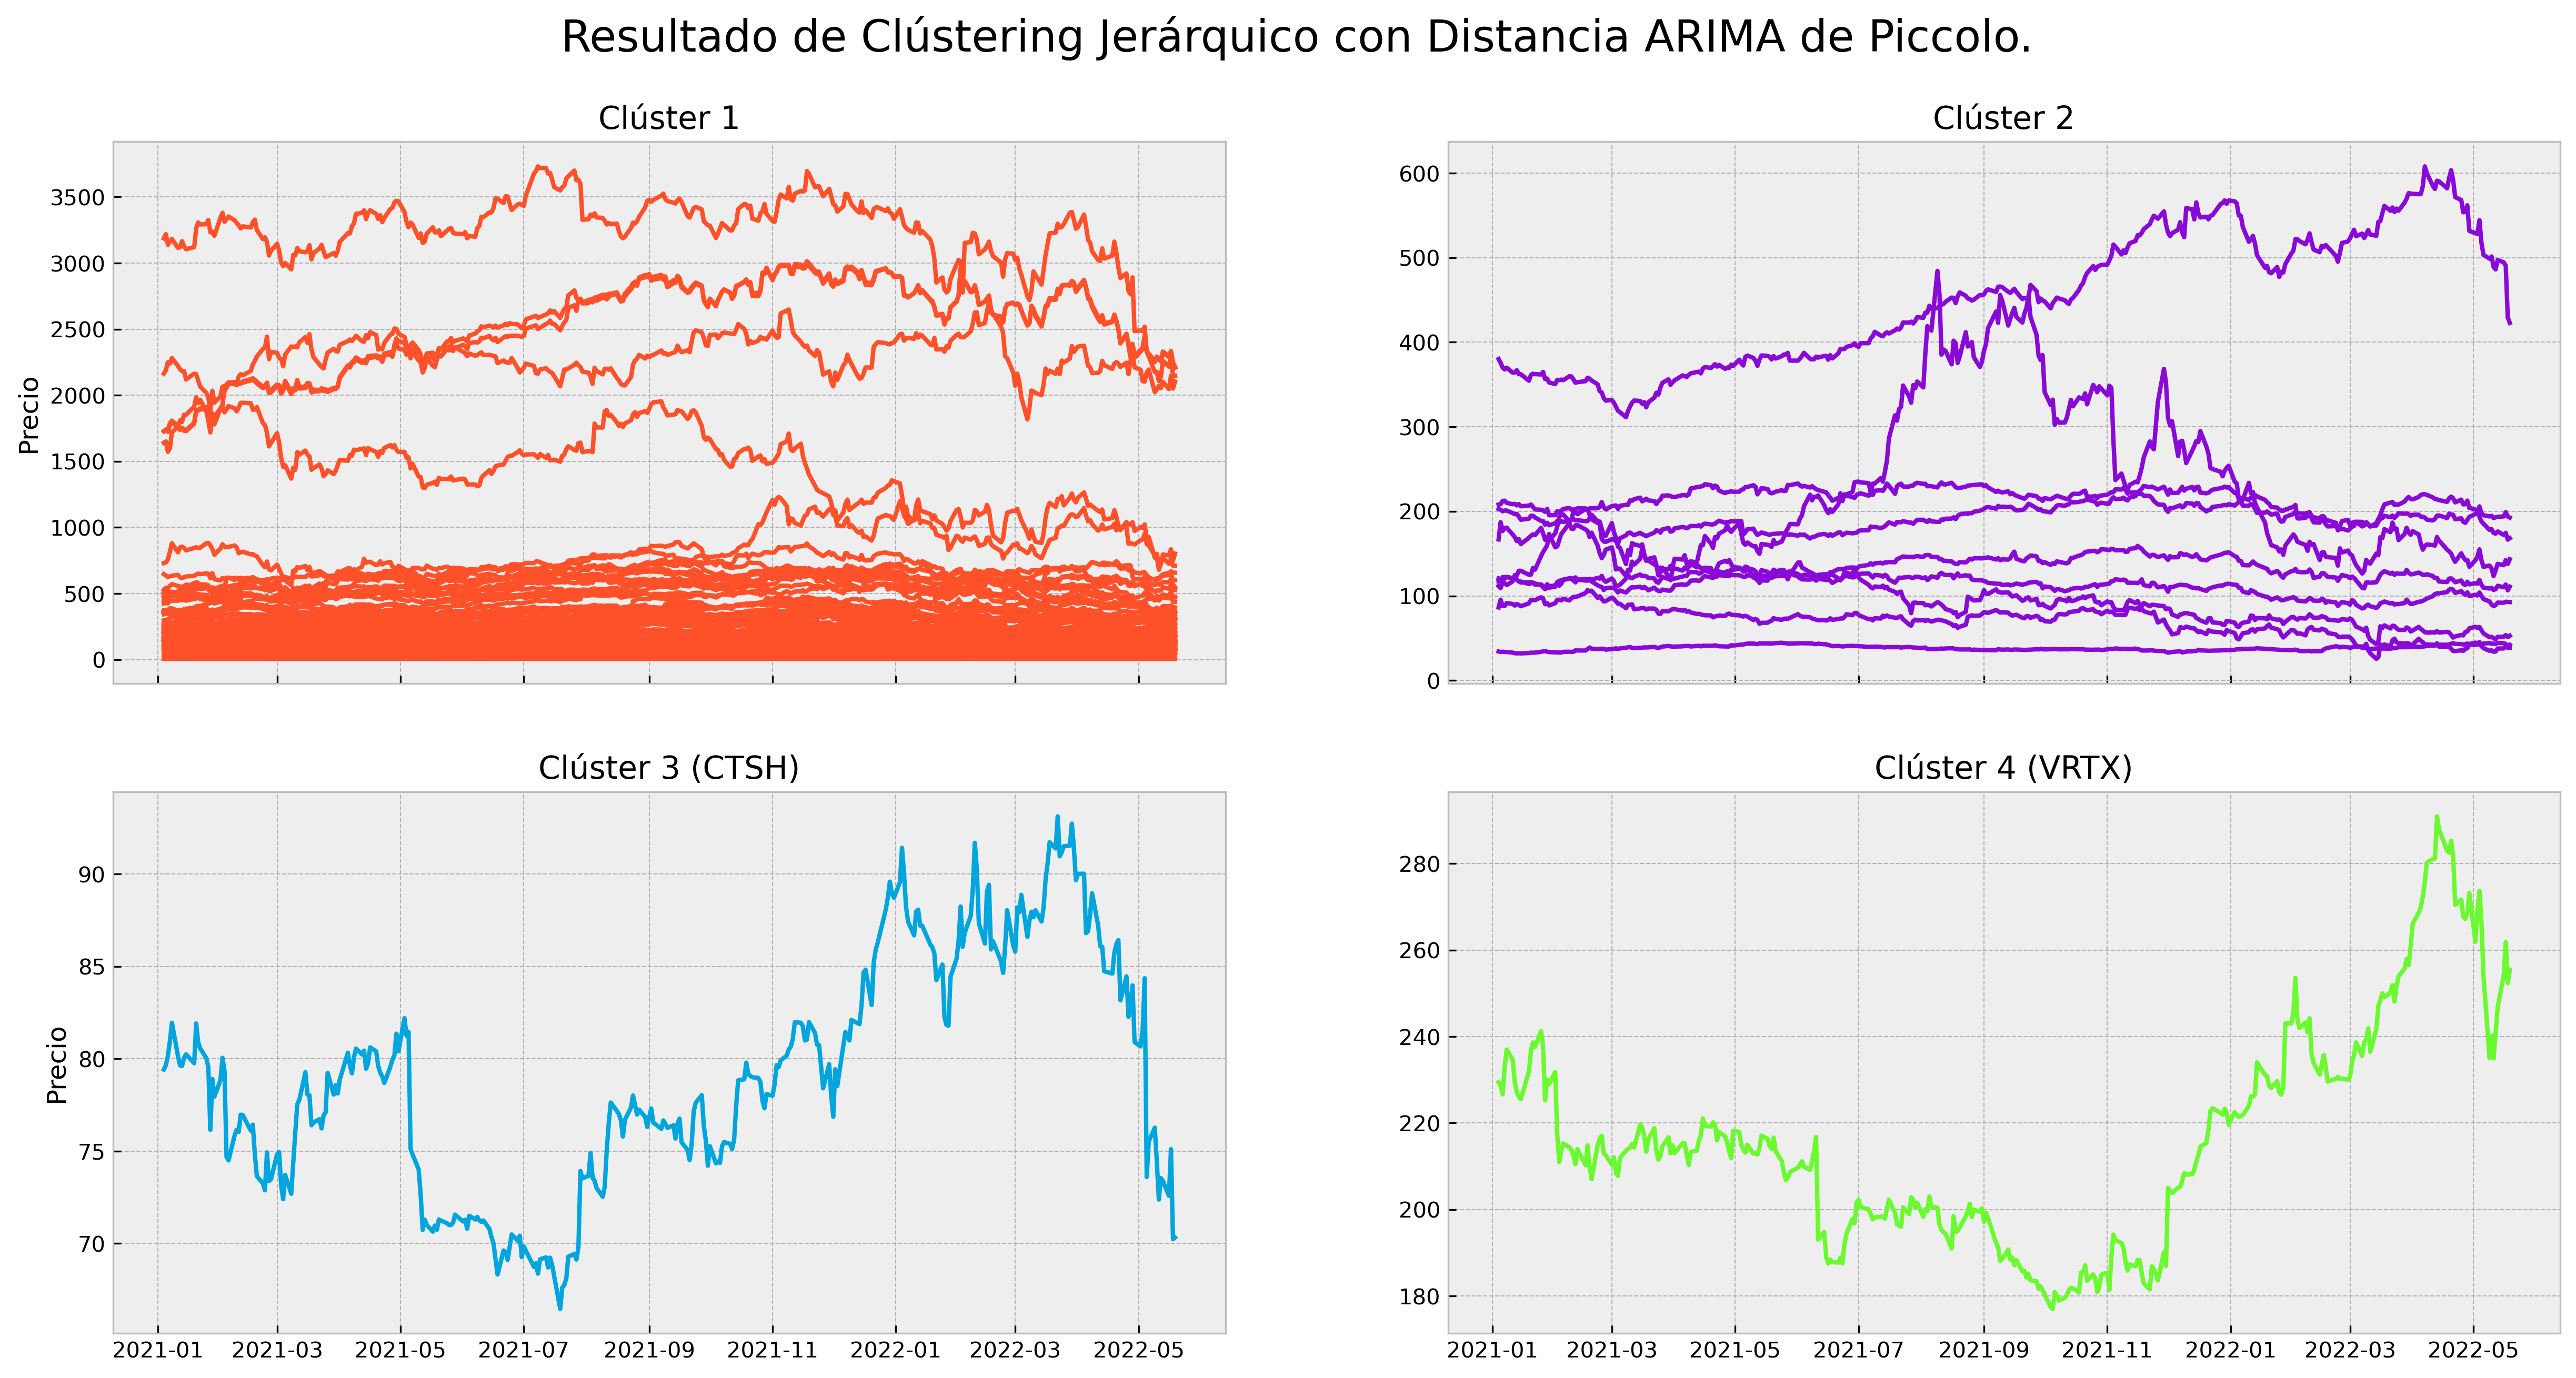 Resultado de Clústering Jerárquico con Distancia ARIMA de Piccolo.
Clúster 1
Precio
3500
3000
2500
2000
1500
1000
500
0
Clúster 2
600
500
400
300
200
100
0
Clúster 3 (CTSH)
Precio
90
85
80
75
70
2021-01 2021-03 2021-05 2021-07 2021-09 2021-11 2022-01 2022-03 2022-05
Clúster 4 (VRTX)
280
260
240
220
200
180
2021-01 2021-03 2021-05 2021-07 2021-09 2021-11 2022-01 2022-03 2022-05